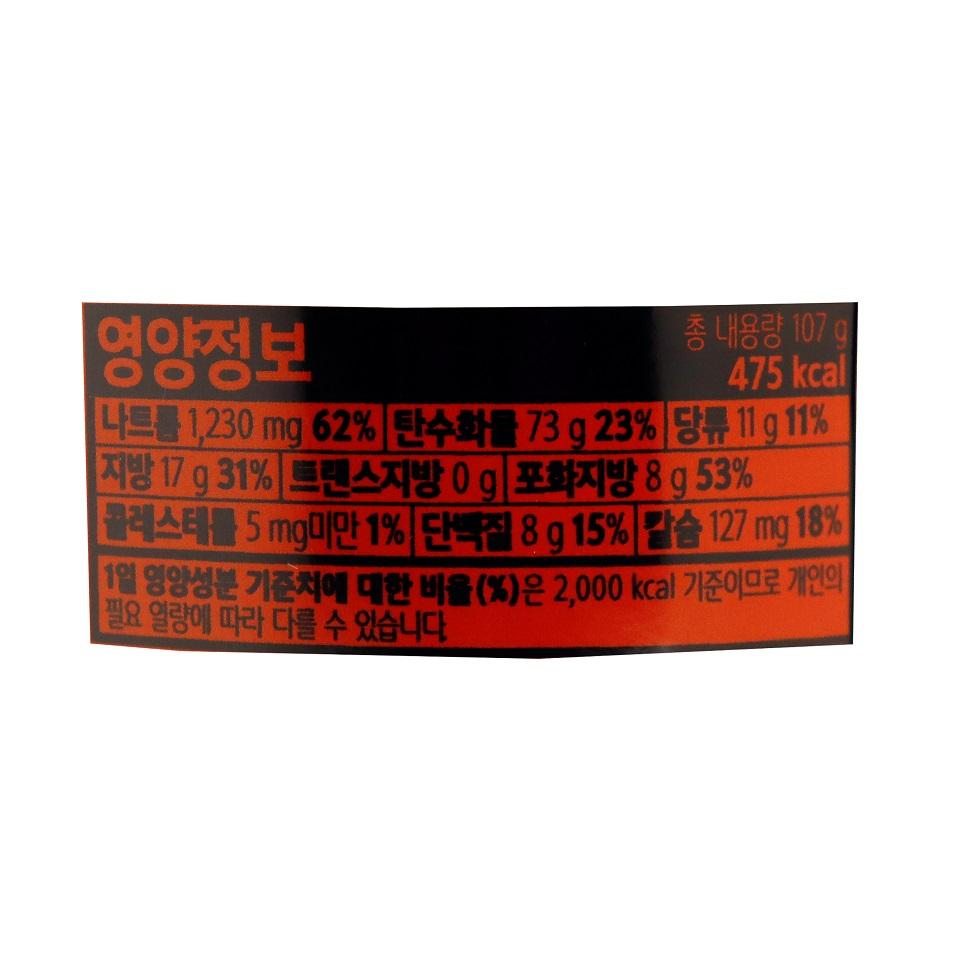 영양정보
총 내용량 107 g
475 kcal
나트륨 1,230 mg 62% 탄수화물 73 g 23% 당류 11 g 11%
지방 17 g 31% 트랜스지방 0 g 포화지방 8 g 53%
콜레스테롤 5 mg미만 1% 단백질 8 g 15% 칼슘 127 mg 18%
1일 영양성분 기준치에 대한 비율(%)은 2,000 kcal 기준이므로 개인의
필요 열량에 따라 다를 수 있습니다